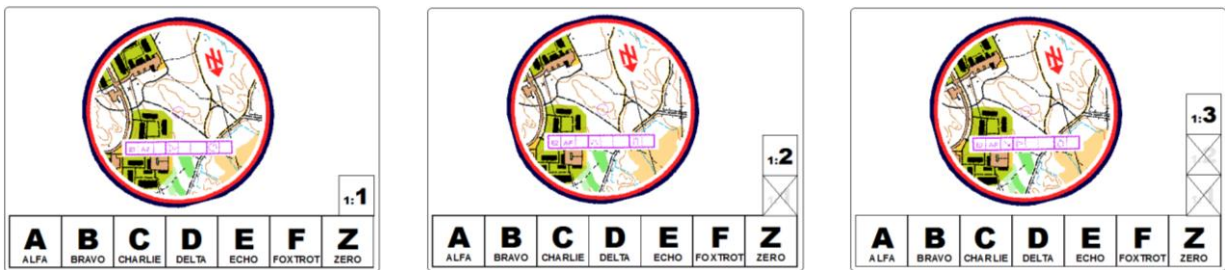 1:1
A B C D E F Z
ALFA BRAVO CHARLIE DELTA ECHO FOXTROT ZERO
1:2
A B C D E F Z
ALFA BRAVO CHARLIE DELTA ECHO FOXTROT ZERO
1:3
A B C D E F Z
ALFA BRAVO CHARLIE DELTA ECHO FOXTROT ZERO